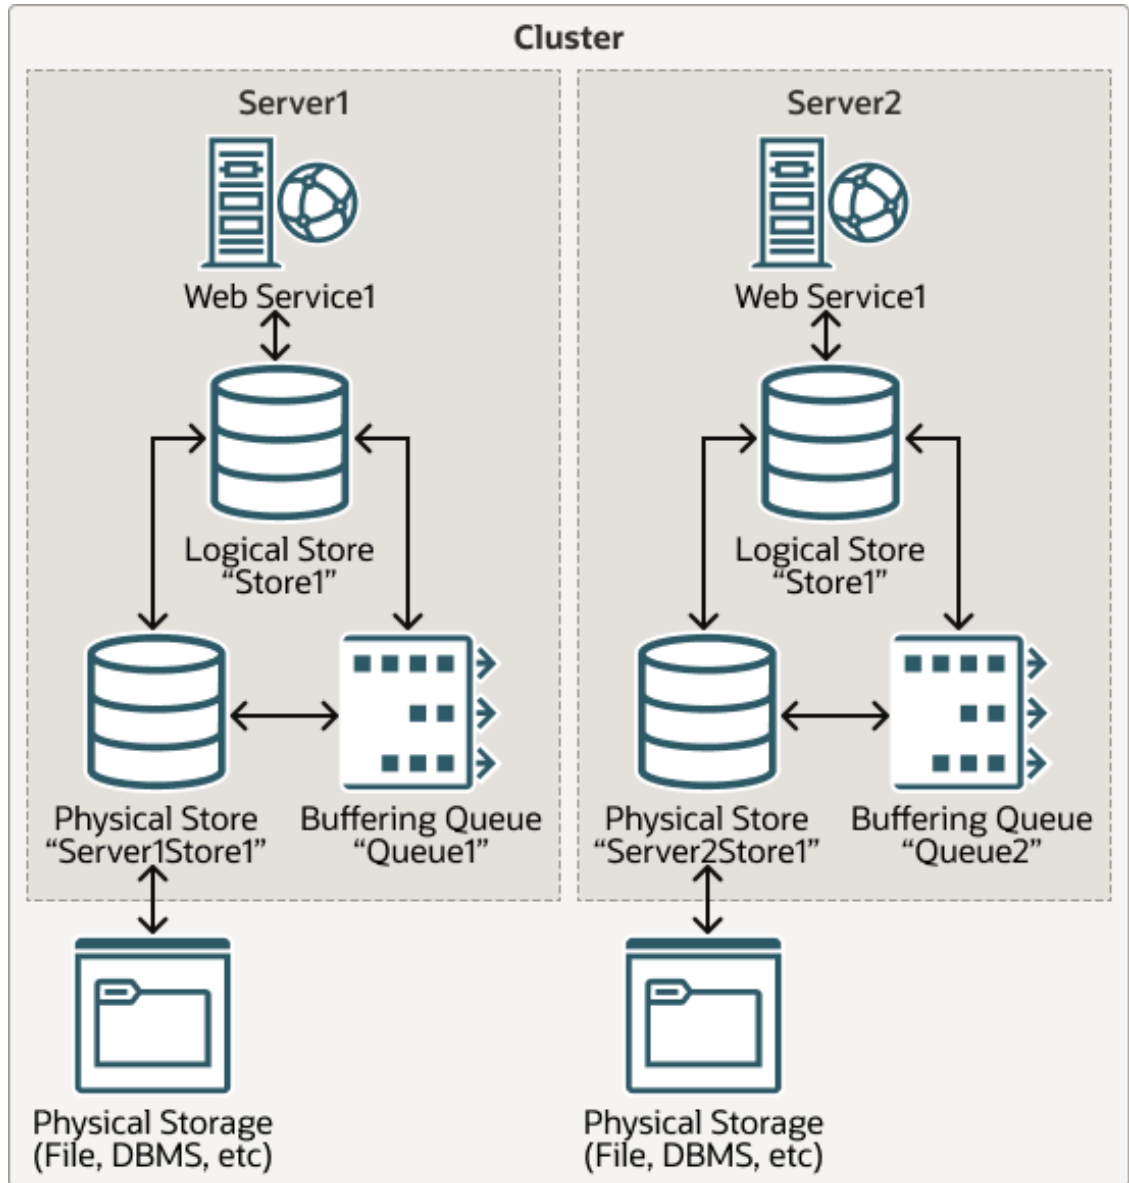 Cluster
Server1
Web Service1
Logical Store
“Store1”
Physical Store
“Server1Store1”
Buffering Queue
“Queue1”
Physical Storage
(File, DBMS, etc)
Server2
Web Service1
Logical Store
“Store1”
Physical Store
“Server2Store1”
Buffering Queue
“Queue2”
Physical Storage
(File, DBMS, etc)